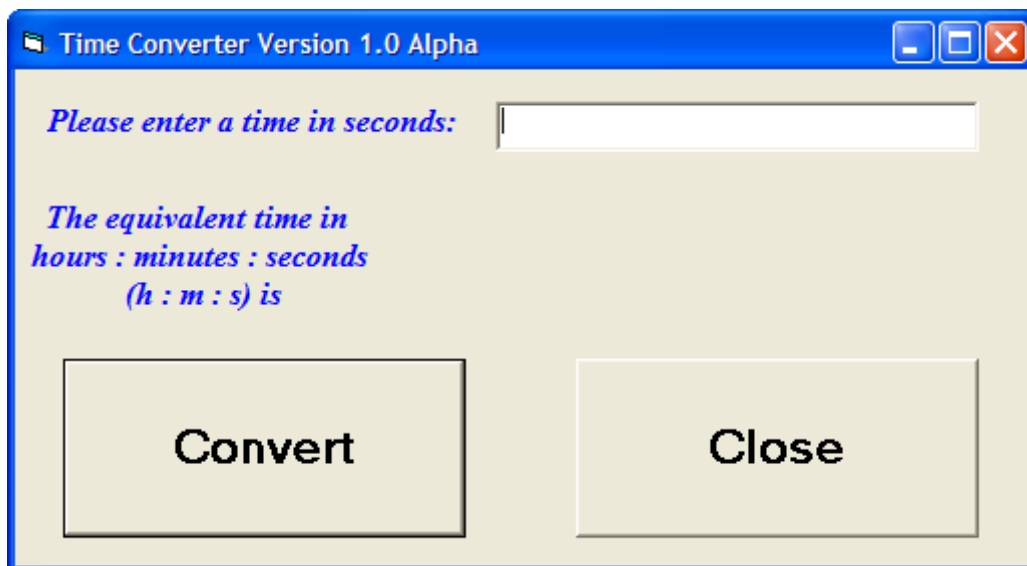 Time Converter Version 1.0 Alpha
Please enter a time in seconds:
The equivalent time in
hours : minutes : seconds
(h : m : s) is
Convert
Close